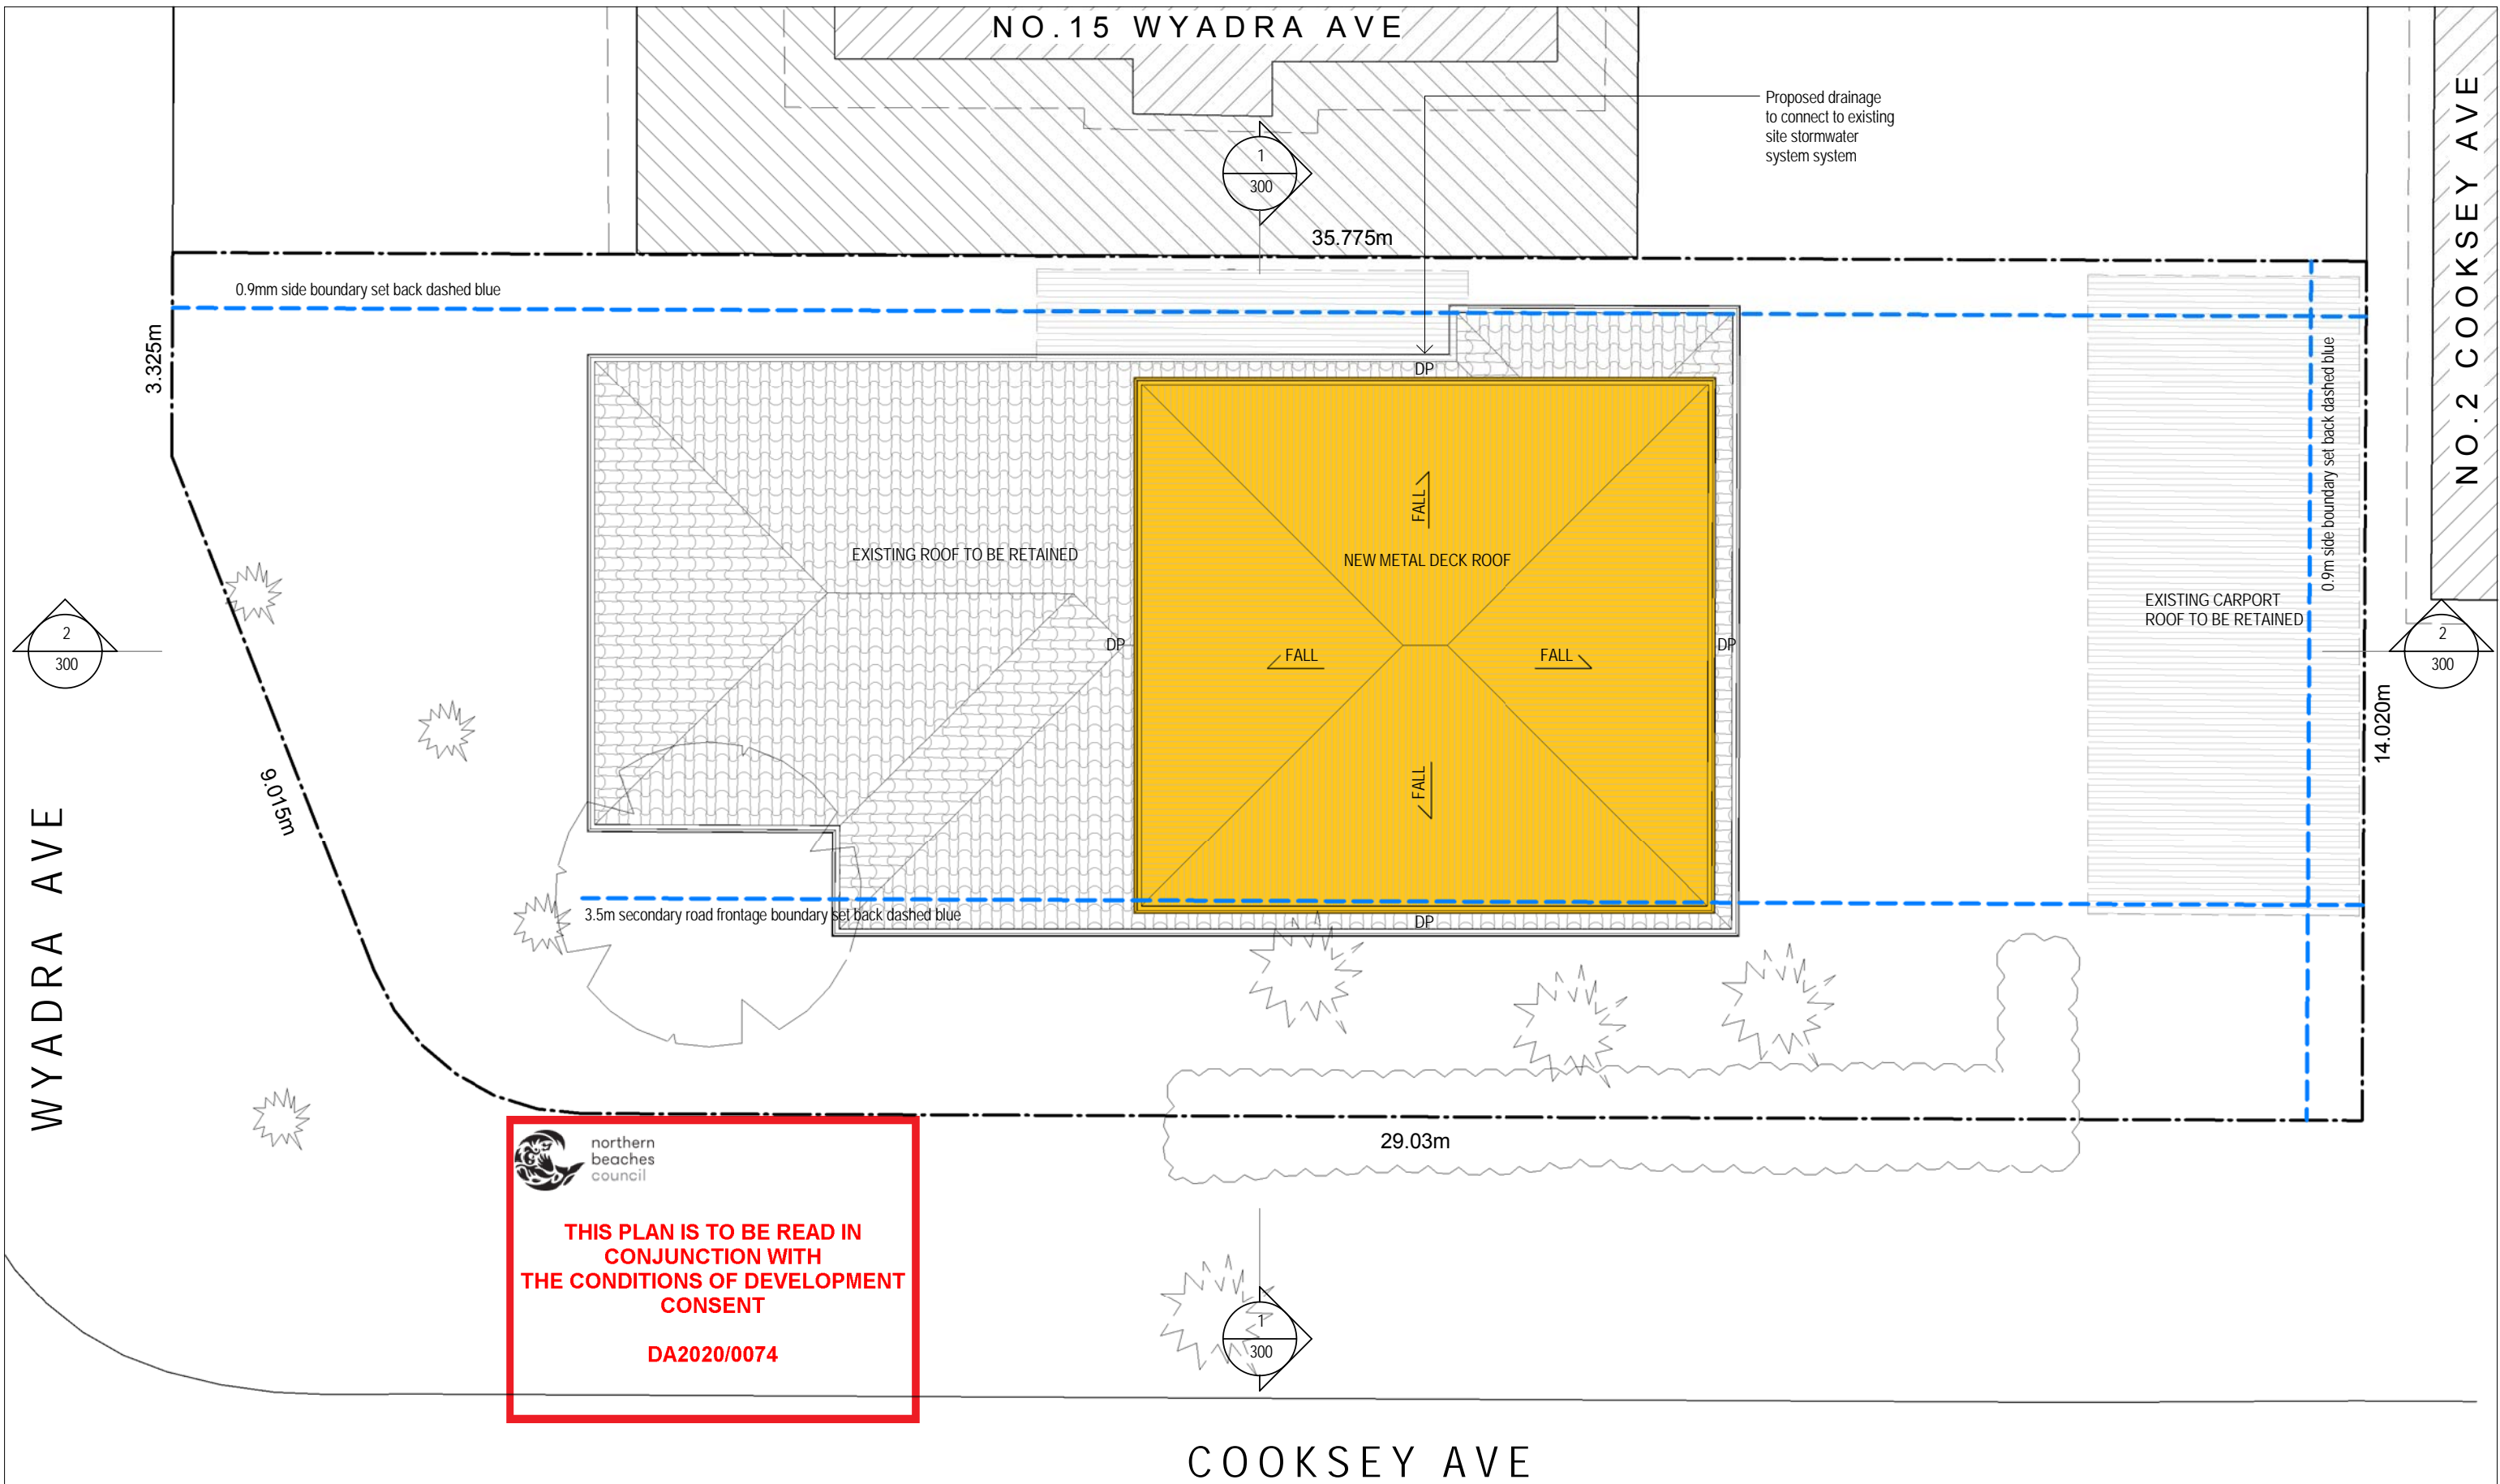 NO.15 WYADRA AVE
Proposed drainage
to connect to existing
site stormwater
system system
NO.2 COOKSEY AVE
1
300
35.775m
0.9mm side boundary set back dashed blue
3.325m
DP
0.9m side boundary set back dashed blue
FALL
EXISTING ROOF TO BE RETAINED
NEW METAL DECK ROOF
EXISTING CARPORT
ROOF TO BE RETAINED
2
300
DP
FALL
FALL
DP
2
300
14.020m
9.015m
FALL
WYADRA AVE
3.5m secondary road frontage boundary set back dashed blue
DP
29.03m
northern
beaches
council
THIS PLAN IS TO BE READ IN
CONJUNCTION WITH
THE CONDITIONS OF DEVELOPMENT
CONSENT
DA2020/0074
1
300
COOKSEY AVE